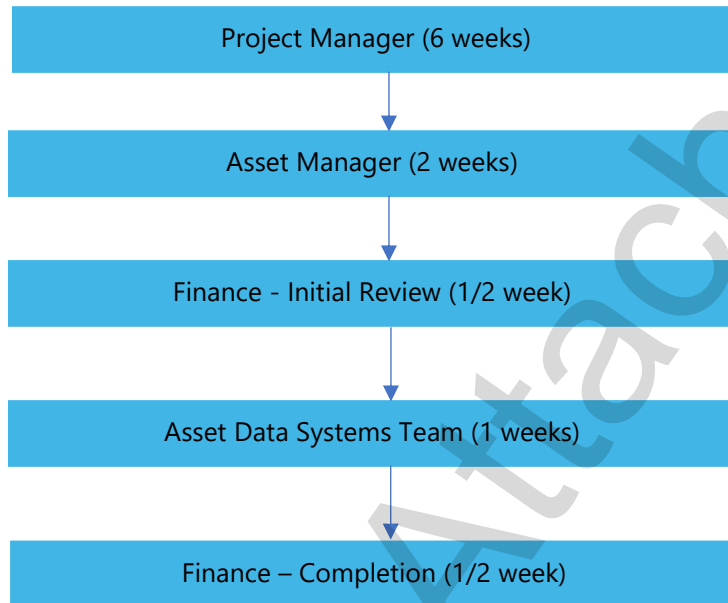 Project Manager (6 weeks)
Asset Manager (2 weeks)
Finance - Initial Review (1/2 week)
Asset Data Systems Team (1 weeks)
Finance – Completion (1/2 week)
Attach